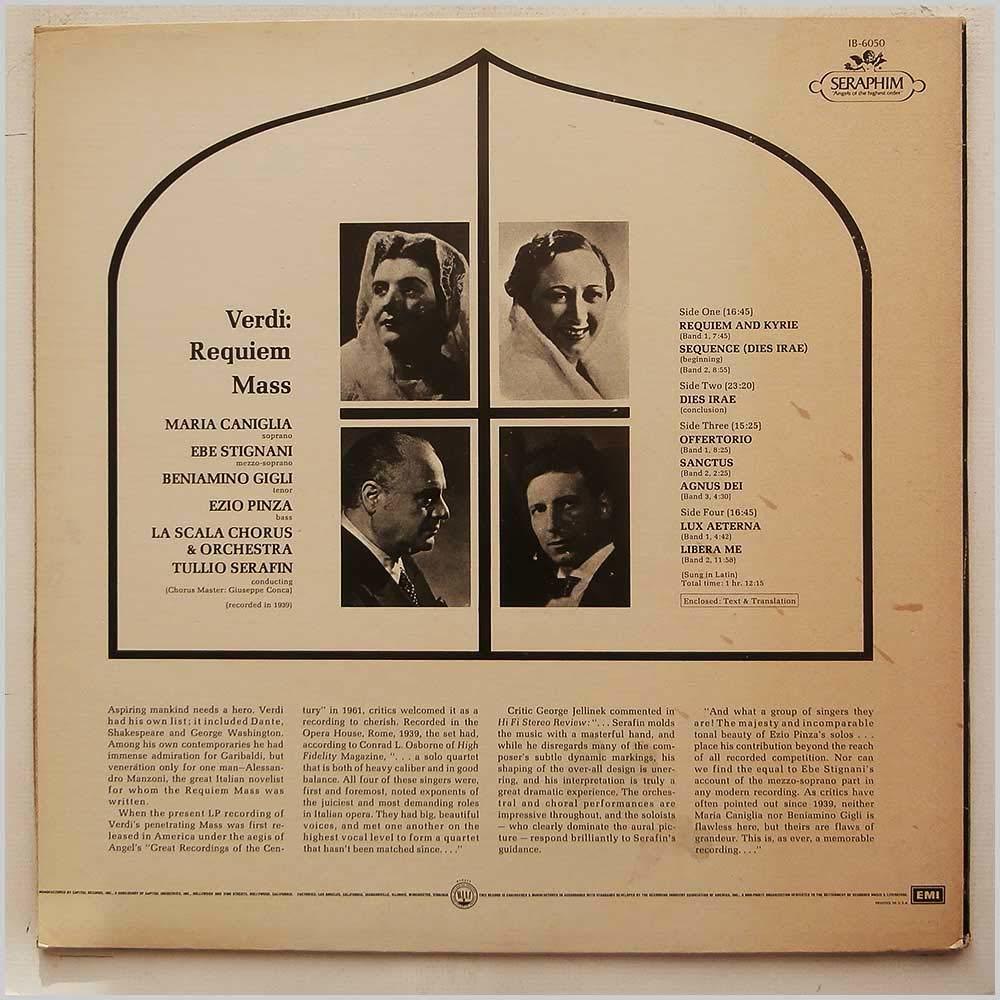 IB-6050
SERAPHIM
"Angels of the highest order"
Verdi:
Requiem
Mass
MARIA CANIGLIA
soprano
EBE STIGNANI
mezzo-soprano
BENIAMINO GIGLI
tenor
EZIO PINZA
bass
LA SCALA CHORUS
& ORCHESTRA
TULLIO SERAFIN
conducting
(Chorus Master: Giuseppe Conca)
(recorded in 1939)
Side One (16:45)
REQUIEM AND KYRIE
(Band 1, 7:45)
SEQUENCE (DIES IRAE)
(beginning)
(Band 2, 8:55)
Side Two (23:20)
DIES IRAE
(conclusion)
Side Three (15:25)
OFFERTORIO
(Band 1, 8:25)
SANCTUS
(Band 2, 2:25)
AGNUS DEI
(Band 3, 4:30)
Side Four (16:45)
LUX AETERNA
(Band 1, 4:42)
LIBERA ME
(Band 2, 11:58)
(Sung in Latin)
Total time: 1 hr. 12:15
Enclosed: Text & Translation
Aspiring mankind needs a hero. Verdi
had his own list; it included Dante,
Shakespeare and George Washington.
Among his own contemporaries he had
immense admiration for Garibaldi, but
veneration only for one man—Alessan-
dro Manzoni, the great Italian novelist
for whom the Requiem Mass was
written.
When the present LP recording of
Verdi's penetrating Mass was first re-
leased in America under the aegis of
Angel's "Great Recordings of the Cen-
tury" in 1961, critics welcomed it as a
recording to cherish. Recorded in the
Opera House, Rome, 1939, the set had,
according to Conrad L. Osborne of High
Fidelity Magazine, ". . . a solo quartet
that is both of heavy caliber and in good
balance. All four of these singers were,
first and foremost, noted exponents of
the juiciest and most demanding roles
in Italian opera. They had big, beautiful
voices, and met one another on the
highest vocal level to form a quartet
that hasn't been matched since. . . ."
Critic George Jellinek commented in
Hi Fi Stereo Review: ". . . Serafin molds
the music with a masterful hand, and
while he disregards many of the com-
poser's subtle dynamic markings, his
shaping of the over-all design is uner-
ring, and his interpretation is truly a
great dramatic experience. The orches-
tral and choral performances are
impressive throughout, and the soloists
— who clearly dominate the aural pic-
ture — respond brilliantly to Serafin's
guidance.
"And what a group of singers they
are! The majesty and incomparable
tonal beauty of Ezio Pinza's solos . . .
place his contribution beyond the reach
of all recorded competition. Nor can
we find the equal to Ebe Stignani's
account of the mezzo-soprano part in
any modern recording. As critics have
often pointed out since 1939, neither
Maria Caniglia nor Beniamino Gigli is
flawless here, but theirs are flaws of
grandeur. This is, as ever, a memorable
recording. . . ."
EMI
PRINTED IN U.S.A.